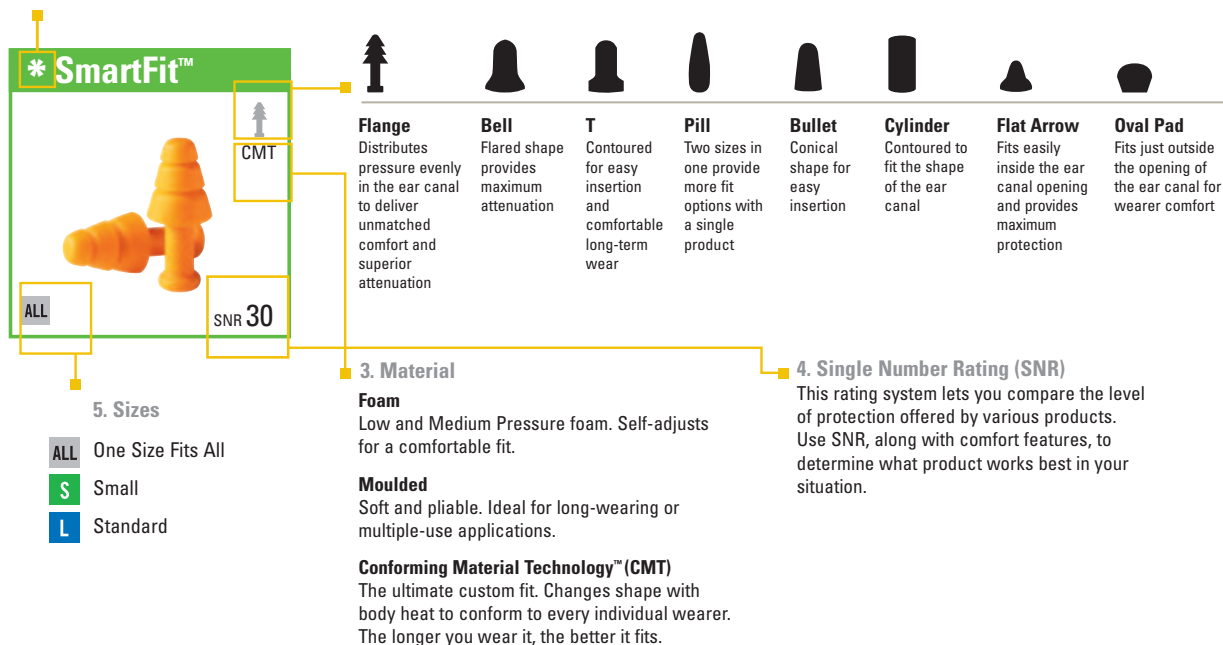 * SmartFit™
CMT
ALL
SNR 30
Flange
Distributes
pressure evenly
in the ear canal
to deliver
unmatched
comfort and
superior
attenuation
Bell
Flared shape
provides
maximum
attenuation
T
Contoured
for easy
insertion
and
comfortable
long-term
wear
Pill
Two sizes in
one provide
more fit
options with
a single
product
Bullet
Conical
shape for
easy
insertion
Cylinder
Contoured to
fit the shape
of the ear
canal
Flat Arrow
Fits easily
inside the ear
canal opening
and provides
maximum
protection
Oval Pad
Fits just outside
the opening of
the ear canal for
wearer comfort
5. Sizes
ALL One Size Fits All
S Small
L Standard
3. Material
Foam
Low and Medium Pressure foam. Self-adjusts
for a comfortable fit.
Moulded
Soft and pliable. Ideal for long-wearing or
multiple-use applications.
Conforming Material Technology™ (CMT)
The ultimate custom fit. Changes shape with
body heat to conform to every individual wearer.
The longer you wear it, the better it fits.
4. Single Number Rating (SNR)
This rating system lets you compare the level
of protection offered by various products.
Use SNR, along with comfort features, to
determine what product works best in your
situation.